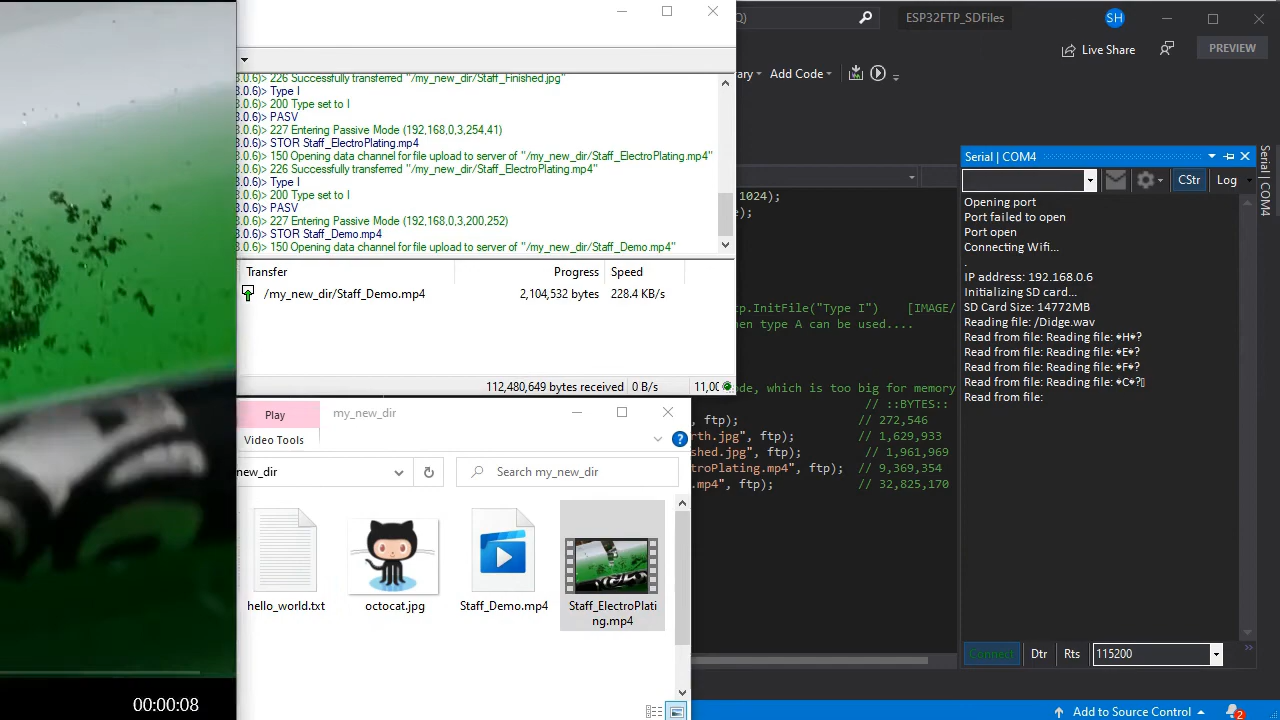 Q)
ESP32FTP_SDFiles
SH
Live Share
PREVIEW
Add Code
3.0.6)> 226 Successfully transferred "/my_new_dir/Staff_Finished.jpg"
3.0.6)> Type I
3.0.6)> 200 Type set to I
3.0.6)> PASV
3.0.6)> 227 Entering Passive Mode (192,168,0,3,254,41)
3.0.6)> STOR Staff_ElectroPlating.mp4
3.0.6)> 150 Opening data channel for file upload to server of "/my_new_dir/Staff_ElectroPlating.mp4"
3.0.6)> 226 Successfully transferred "/my_new_dir/Staff_ElectroPlating.mp4"
3.0.6)> Type I
3.0.6)> 200 Type set to I
3.0.6)> PASV
3.0.6)> 227 Entering Passive Mode (192,168,0,3,200,252)
3.0.6)> STOR Staff_Demo.mp4
3.0.6)> 150 Opening data channel for file upload to server of "/my_new_dir/Staff_Demo.mp4"
Transfer Progress Speed
/my_new_dir/Staff_Demo.mp4 2,104,532 bytes 228.4 KB/s
112,480,649 bytes received 0 B/s 11,00
1024);
e);
tp.InitFile("Type I") [IMAGE/
hen type A can be used....
ode, which is too big for memory
// ::BYTES::
, ftp); // 272,546
rth.jpg", ftp); // 1,629,933
shed.jpg", ftp); // 1,961,969
troPlating.mp4", ftp); // 9,369,354
.mp4", ftp); // 32,825,170
Serial | COM4
CStr
Log
Opening port
Port failed to open
Port open
Connecting Wifi...
.
IP address: 192.168.0.6
Initializing SD card...
SD Card Size: 14772MB
Reading file: /Didge.wav
Read from file: Reading file: �H�?
Read from file: Reading file: �E�?
Read from file: Reading file: �F�?
Read from file: Reading file: �C�?▯
Read from file:
Connect Dtr Rts 115200
Serial | COM4
Play
my_new_dir
Video Tools
new_dir
Search my_new_dir
hello_world.txt
octocat.jpg
Staff_Demo.mp4
Staff_ElectroPlati
ng.mp4
00:00:08
Add to Source Control
2